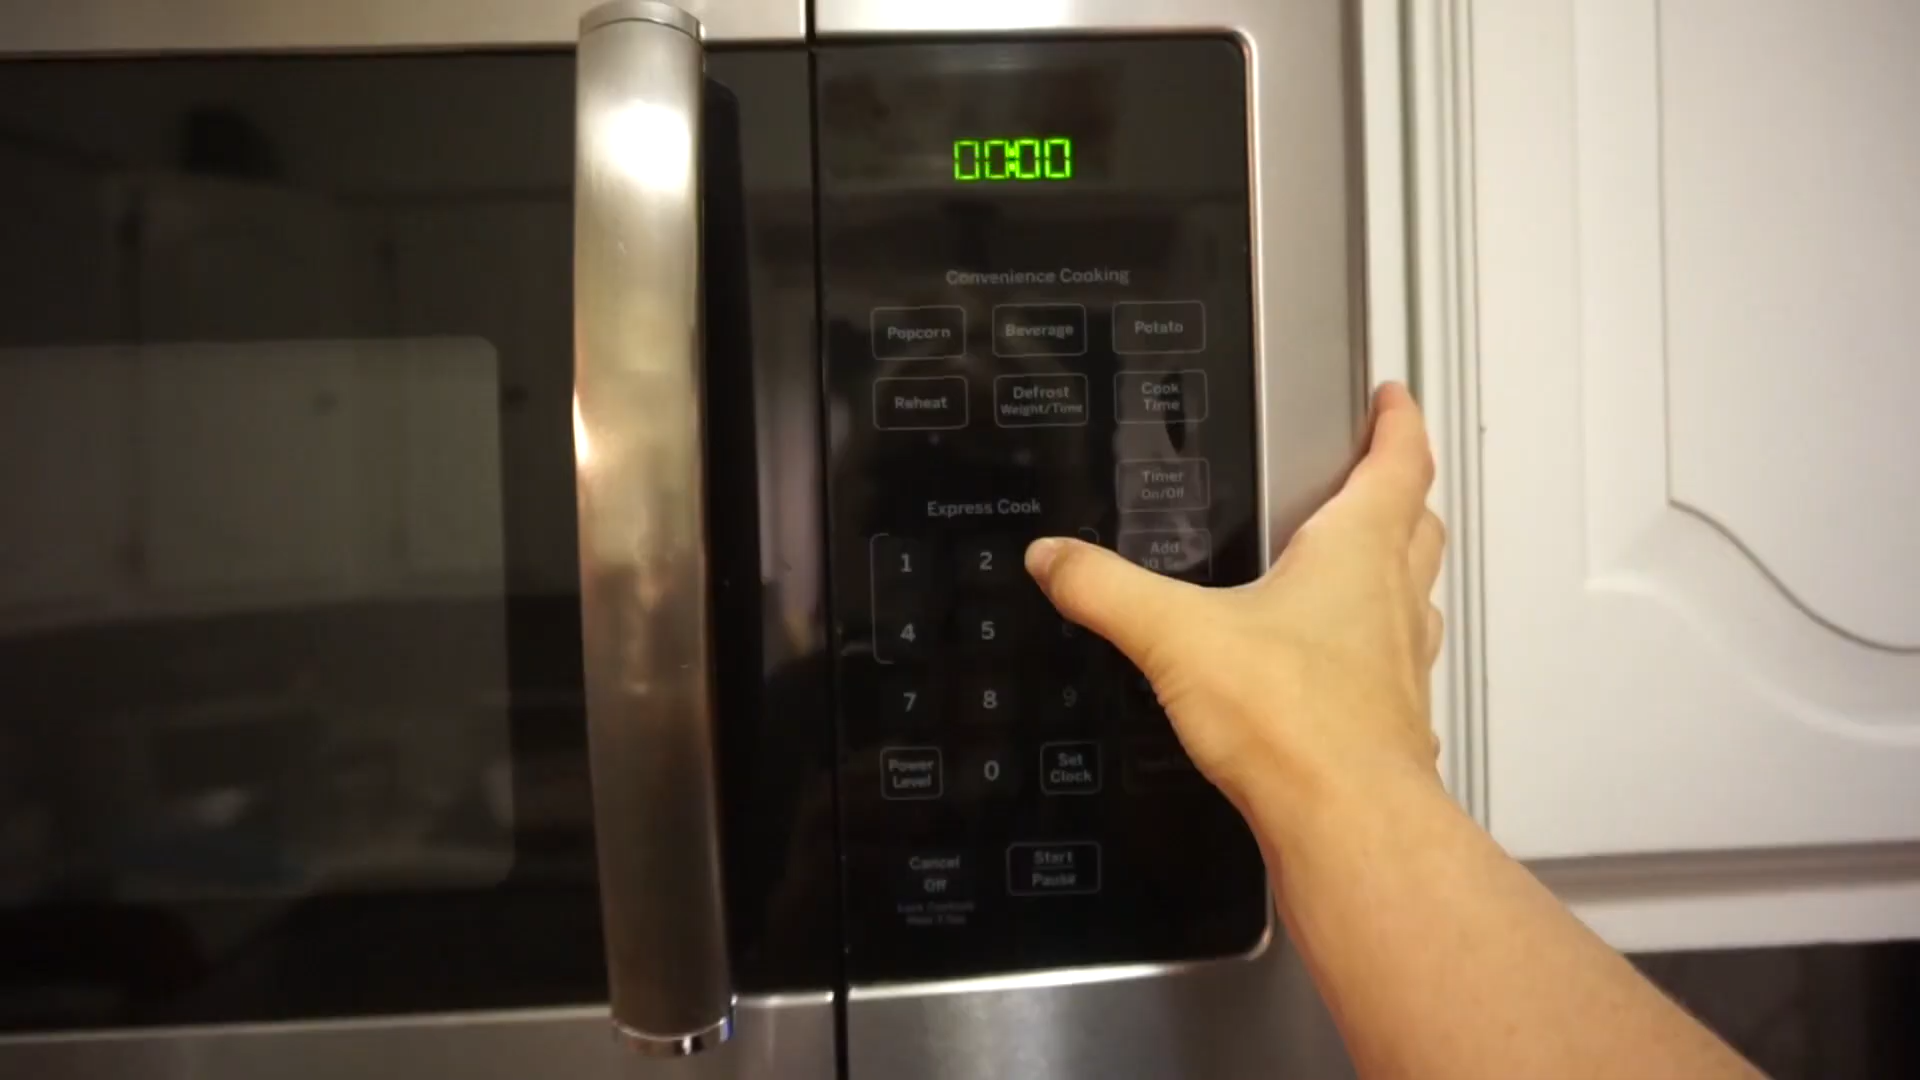 00:00
Convenience Cooking
Popcorn Beverage Potato
Reheat Defrost Weight/Time Cook Time
Timer On/Off
Express Cook
Add 30
1 2
4 5
7 8 9
Power Level 0 Set Clock
Cancel Off Start Pause